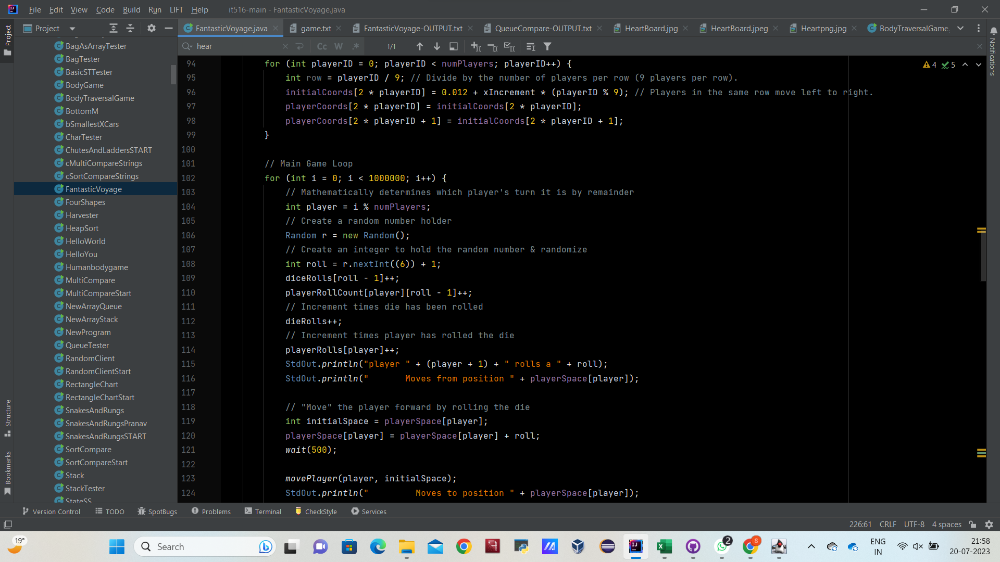 File Edit View Code Build Run LIFT Help it516-main - FantasticVoyage.java
Project
FantasticVoyage.java game.txt FantasticVoyage-OUTPUT.txt QueueCompare-OUTPUT.txt HeartBoard.jpg HeartBoard.jpeg Heartpng.jpg BodyTraversalGame.
hear Cc W .* 1/1
Project
Structure
Bookmarks
Notifications
4 5
BagAsArrayTester
BagTester
BasicSTTester
BodyGame
BodyTraversalGame
BottomM
bSmallestXCars
CharTester
ChutesAndLaddersSTART
cMultiCompareStrings
cSortCompareStrings
FantasticVoyage
FourShapes
Harvester
HeapSort
HelloWorld
HelloYou
Humanbodygame
MultiCompare
MultiCompareStart
NewArrayQueue
NewArrayStack
NewProgram
QueueTester
RandomClient
RandomClientStart
RectangleChart
RectangleChartStart
SnakesAndRungs
SnakesAndRungsPranav
SnakesAndRungsSTART
SortCompare
SortCompareStart
Stack
StackTester
StateSS
94 for (int playerID = 0; playerID < numPlayers; playerID++) {
95 int row = playerID / 9; // Divide by the number of players per row (9 players per row).
96 initialCoords[2 * playerID] = 0.012 + xIncrement * (playerID % 9); // Players in the same row move left to right.
97 playerCoords[2 * playerID] = initialCoords[2 * playerID];
98 playerCoords[2 * playerID + 1] = initialCoords[2 * playerID + 1];
99 }
100
101 // Main Game Loop
102 for (int i = 0; i < 1000000; i++) {
103 // Mathematically determines which player's turn it is by remainder
104 int player = i % numPlayers;
105 // Create a random number holder
106 Random r = new Random();
107 // Create an integer to hold the random number & randomize
108 int roll = r.nextInt((6)) + 1;
109 diceRolls[roll - 1]++;
110 playerRollCount[player][roll - 1]++;
111 // Increment times die has been rolled
112 dieRolls++;
113 // Increment times player has rolled the die
114 playerRolls[player]++;
115 StdOut.println("player " + (player + 1) + " rolls a " + roll);
116 StdOut.println("       Moves from position " + playerSpace[player]);
117
118 // "Move" the player forward by rolling the die
119 int initialSpace = playerSpace[player];
120 playerSpace[player] = playerSpace[player] + roll;
121 wait(500);
122
123 movePlayer(player, initialSpace);
124 StdOut.println("         Moves to position " + playerSpace[player]);
Version Control TODO SpotBugs Problems Terminal CheckStyle Services
226:61 CRLF UTF-8 4 spaces
19° Search 2 S ENG 21:58
IN 20-07-2023